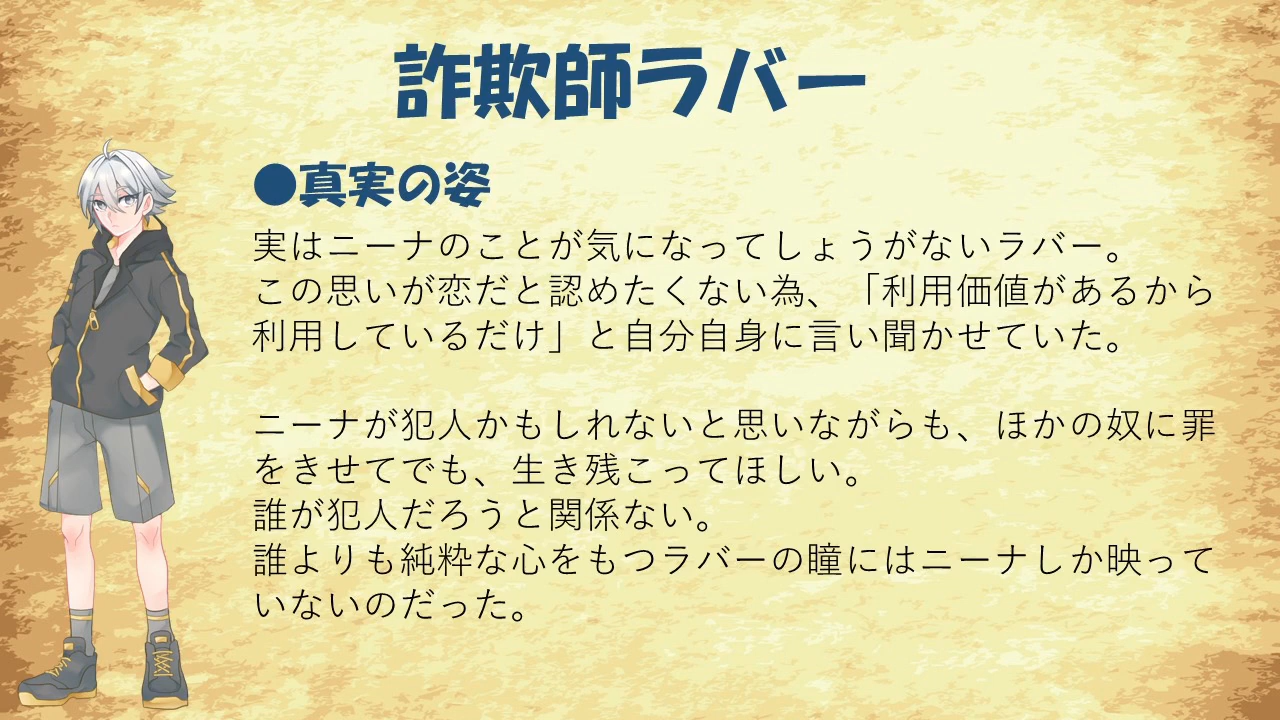 詐欺師ラバー
●真実の姿
実はニーナのことが気になってしょうがないラバー。
この思いが恋だと認めたくない為、「利用価値があるから
利用しているだけ」と自分自身に言い聞かせていた。
ニーナが犯人かもしれないと思いながらも、ほかの奴に罪
をきせてでも、生き残こってほしい。
誰が犯人だろうと関係ない。
誰よりも純粋な心をもつラバーの瞳にはニーナしか映って
いないのだった。